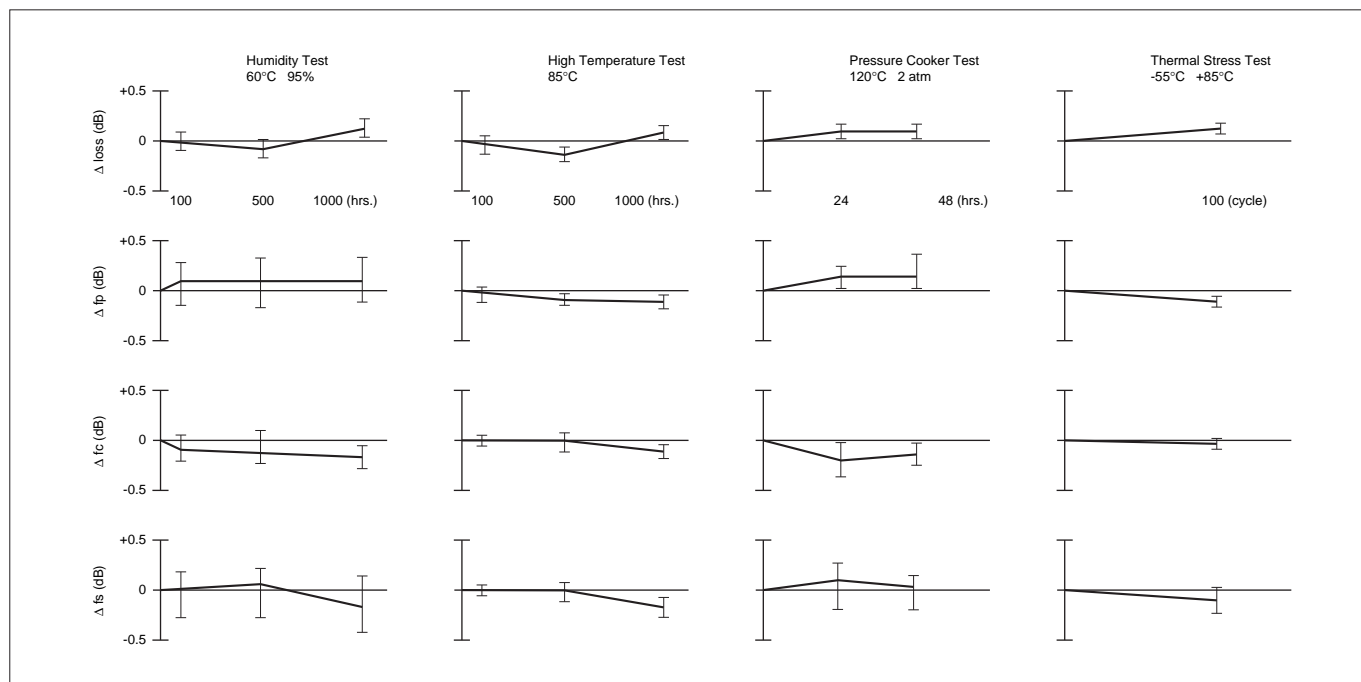 Humidity Test
60°C 95%
High Temperature Test
85°C
Pressure Cooker Test
120°C 2 atm
Thermal Stress Test
-55°C +85°C
Δ loss (dB)
+0.5
0
-0.5
100 500 1000 (hrs.)
100 500 1000 (hrs.)
24 48 (hrs.)
100 (cycle)
Δ fp (dB)
+0.5
0
-0.5
Δ fc (dB)
+0.5
0
-0.5
Δ fs (dB)
+0.5
0
-0.5